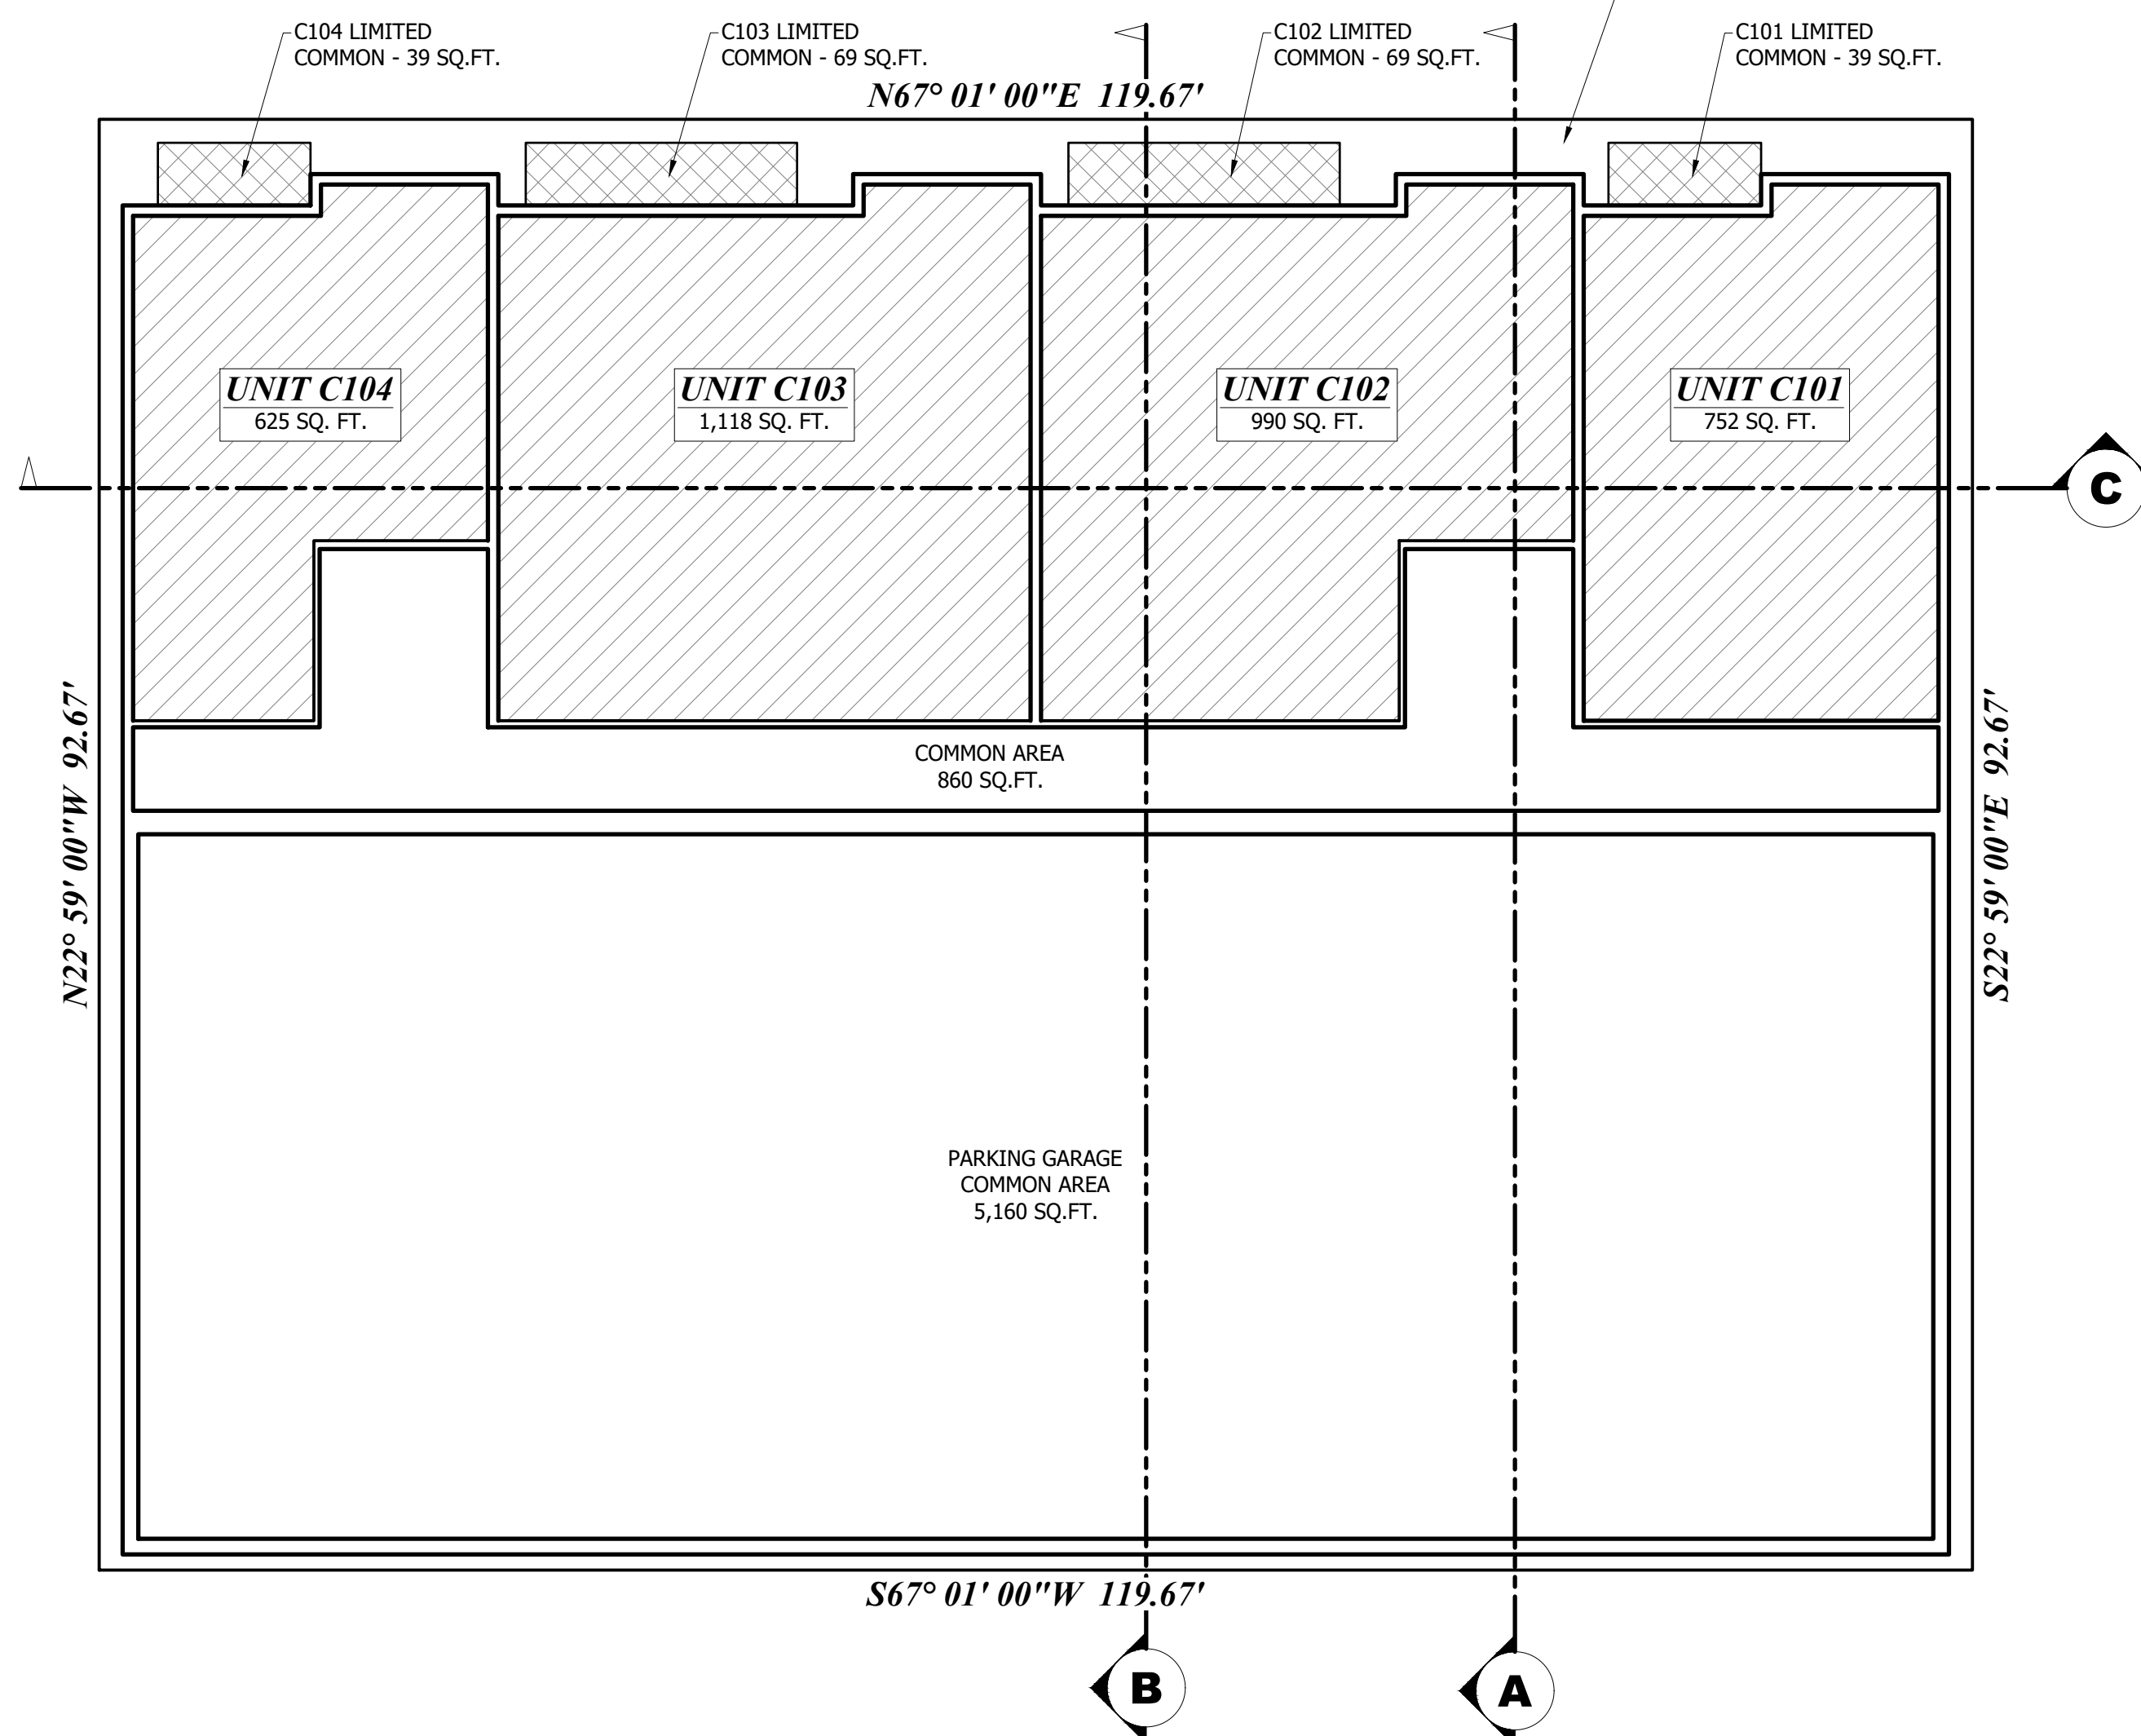 C104 LIMITED
COMMON - 39 SQ.FT.
C103 LIMITED
COMMON - 69 SQ.FT.
C102 LIMITED
COMMON - 69 SQ.FT.
C101 LIMITED
COMMON - 39 SQ.FT.
N67° 01' 00"E 119.67'
UNIT C104
625 SQ. FT.
UNIT C103
1,118 SQ. FT.
UNIT C102
990 SQ. FT.
UNIT C101
752 SQ. FT.
C
N22° 59' 00"W 92.67'
S22° 59' 00"E 92.67'
COMMON AREA
860 SQ.FT.
PARKING GARAGE
COMMON AREA
5,160 SQ.FT.
S67° 01' 00"W 119.67'
B
A